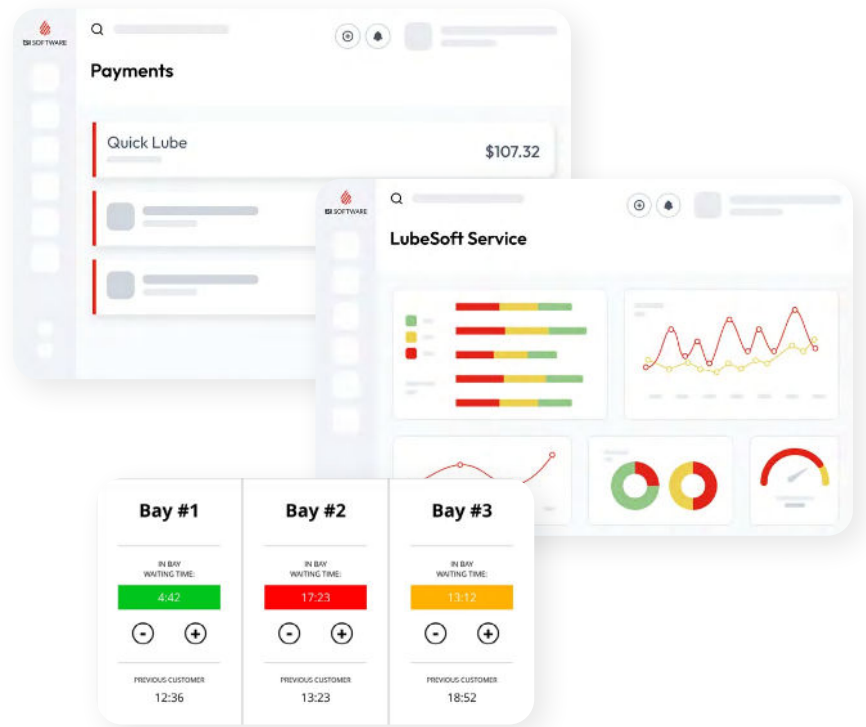 ISI SOFTWARE
Payments
Quick Lube
$107.32
ISI SOFTWARE
LubeSoft Service
Bay #1
IN BAY
WAITING TIME:
4:42
-
+
PREVIOUS CUSTOMER
12:36
Bay #2
IN BAY
WAITING TIME:
17:23
-
+
PREVIOUS CUSTOMER
13:23
Bay #3
IN BAY
WAITING TIME:
13:12
-
+
PREVIOUS CUSTOMER
18:52